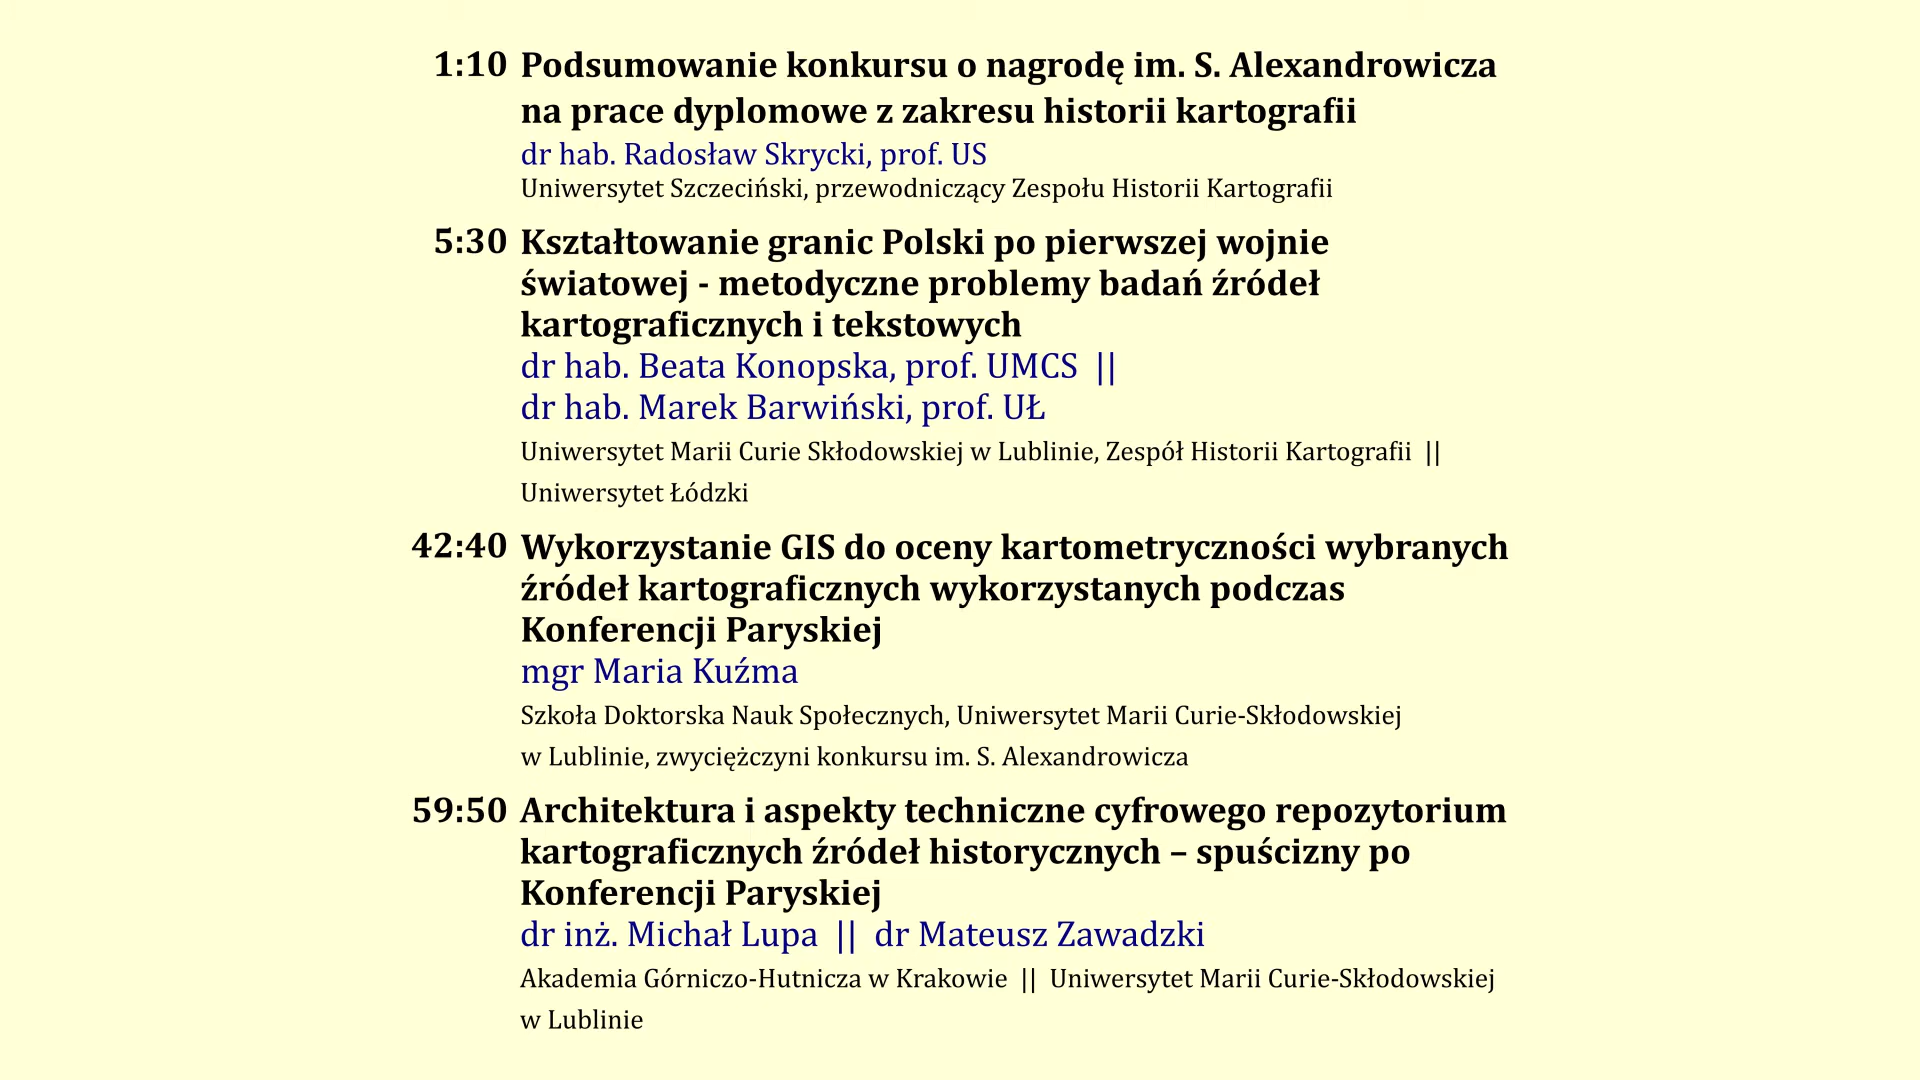 1:10 Podsumowanie konkursu o nagrodę im. S. Alexandrowicza
na prace dyplomowe z zakresu historii kartografii
dr hab. Radosław Skrycki, prof. US
Uniwersytet Szczeciński, przewodniczący Zespołu Historii Kartografii
5:30 Kształtowanie granic Polski po pierwszej wojnie
światowej - metodyczne problemy badań źródeł
kartograficznych i tekstowych
dr hab. Beata Konopska, prof. UMCS ||
dr hab. Marek Barwiński, prof. UŁ
Uniwersytet Marii Curie Skłodowskiej w Lublinie, Zespół Historii Kartografii ||
Uniwersytet Łódzki
42:40 Wykorzystanie GIS do oceny kartometryczności wybranych
źródeł kartograficznych wykorzystanych podczas
Konferencji Paryskiej
mgr Maria Kuźma
Szkoła Doktorska Nauk Społecznych, Uniwersytet Marii Curie-Skłodowskiej
w Lublinie, zwyciężczyni konkursu im. S. Alexandrowicza
59:50 Architektura i aspekty techniczne cyfrowego repozytorium
kartograficznych źródeł historycznych – spuścizny po
Konferencji Paryskiej
dr inż. Michał Lupa || dr Mateusz Zawadzki
Akademia Górniczo-Hutnicza w Krakowie || Uniwersytet Marii Curie-Skłodowskiej
w Lublinie